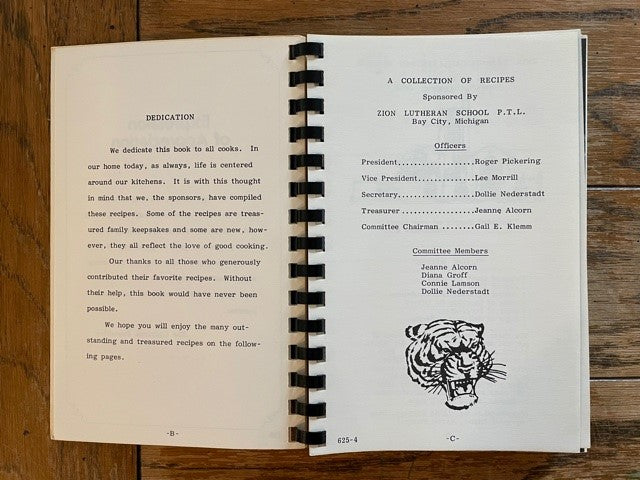 DEDICATION
We dedicate this book to all cooks. In
our home today, as always, life is centered
around our kitchens. It is with this thought
in mind that we, the sponsors, have compiled
these recipes. Some of the recipes are treas-
ured family keepsakes and some are new, how-
ever, they all reflect the love of good cooking.
Our thanks to all those who generously
contributed their favorite recipes. Without
their help, this book would have never been
possible.
We hope you will enjoy the many out-
standing and treasured recipes on the follow-
ing pages.
-B-
A COLLECTION OF RECIPES
Sponsored By
ZION LUTHERAN SCHOOL P.T.L.
Bay City, Michigan
Officers
President..................Roger Pickering
Vice President..............Lee Morrill
Secretary..................Dollie Nederstadt
Treasurer ..................Jeanne Alcorn
Committee Chairman ........Gail E. Klemm
Committee Members
Jeanne Alcorn
Diana Groff
Connie Lamson
Dollie Nederstadt
625-4
-C-